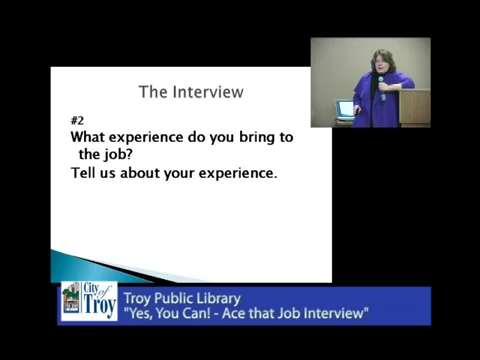 The Interview
#2
What experience do you bring to
the job?
Tell us about your experience.
City
of
Troy
Troy Public Library
"Yes, You Can! - Ace that Job Interview"